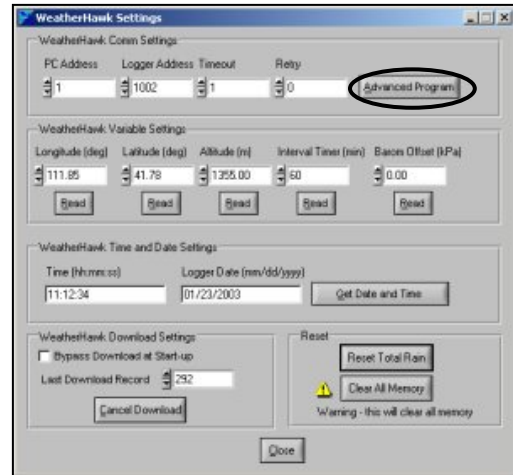 WeatherHawk Settings
WeatherHawk Comm Settings
PC Address Logger Address Timeout Retry
1 1002 1 0 Advanced Program
WeatherHawk Variable Settings
Longitude (deg) Latitude (deg) Altitude (m) Interval Timer (min) Barom Offset (kPa)
111.85 41.78 1355.00 60 0.00
Read Read Read Read Read
WeatherHawk Time and Date Settings
Time (hh:mm:ss) Logger Date (mm/dd/yyyy)
11:12:34 01/23/2003 Get Date and Time
WeatherHawk Download Settings Reset
Bypass Download at Start-up Reset Total Rain
Last Download Record 292 Clear All Memory
Cancel Download Warning - this will clear all memory
Close